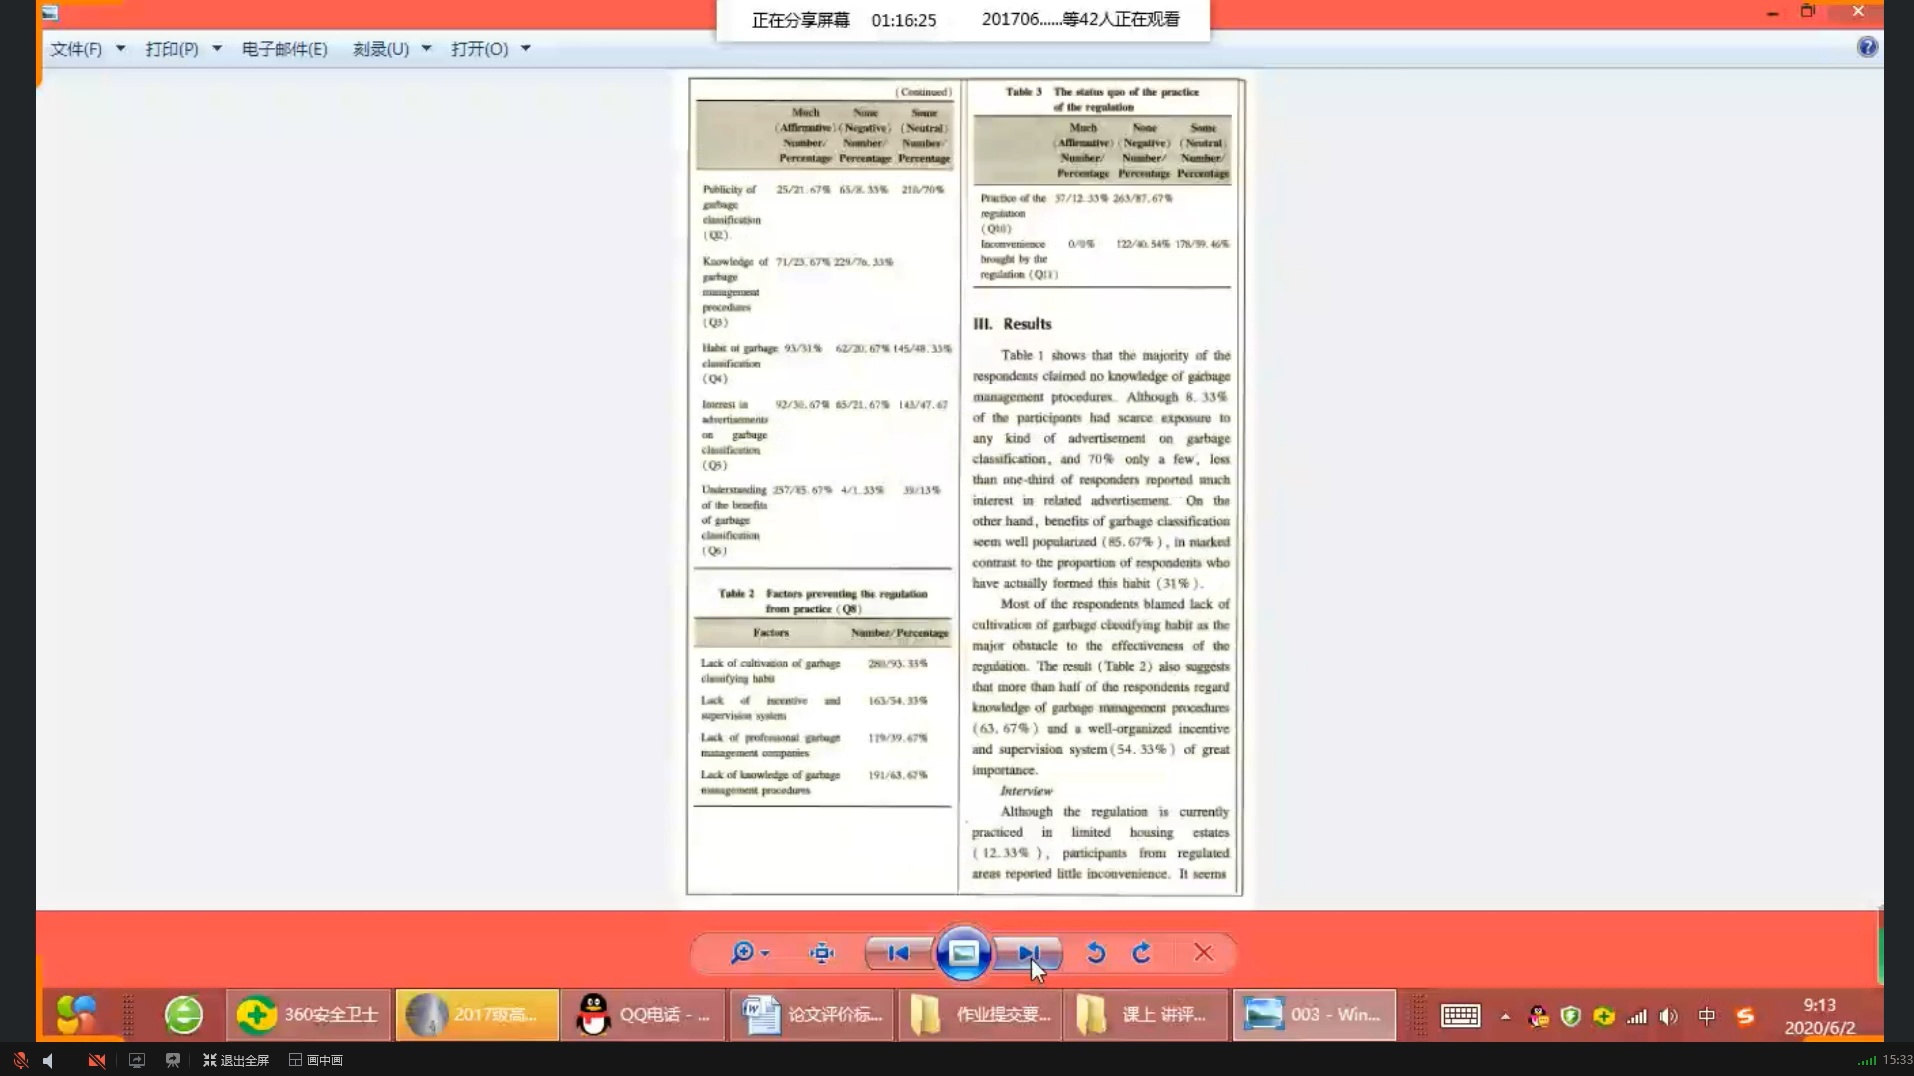 正在分享屏幕 01:16:25 201706......等42人正在观看
文件(F) 打印(P) 电子邮件(E) 刻录(U) 打开(O)
(Continued)
Much None Some
(Affirmative) (Negative) (Neutral)
Number/ Number/ Number/
Percentage Percentage Percentage
Publicity of 25/21.67% 65/8.33% 210/70%
garbage
classification
(Q2)
Knowledge of 71/23.67% 229/76.33%
garbage
management
procedures
(Q3)
Habit of garbage 93/31% 62/20.67% 145/48.33%
classification
(Q4)
Interest in 92/30.67% 65/21.67% 143/47.67
advertisements
on garbage
classification
(Q5)
Understanding 257/85.67% 4/1.33% 39/13%
of the benefits
of garbage
classification
(Q6)
Table 2 Factors preventing the regulation
from practice (Q8)
Factors Number/Percentage
Lack of cultivation of garbage 280/93.33%
classifying habit
Lack of incentive and 163/54.33%
supervision system
Lack of professional garbage 119/39.67%
management companies
Lack of knowledge of garbage 191/63.67%
management procedures
Table 3 The status quo of the practice
of the regulation
Much None Some
(Affirmative) (Negative) (Neutral)
Number/ Number/ Number/
Percentage Percentage Percentage
Practice of the 37/12.33% 263/87.67%
regulation
(Q10)
Inconvenience 0/0% 122/40.54% 178/59.46%
brought by the
regulation (Q11)
III. Results
Table 1 shows that the majority of the
respondents claimed no knowledge of garbage
management procedures. Although 8.33%
of the participants had scarce exposure to
any kind of advertisement on garbage
classification, and 70% only a few, less
than one-third of responders reported much
interest in related advertisement. On the
other hand, benefits of garbage classification
seem well popularized (85.67%), in marked
contrast to the proportion of respondents who
have actually formed this habit (31%).
Most of the respondents blamed lack of
cultivation of garbage classifying habit as the
major obstacle to the effectiveness of the
regulation. The result (Table 2) also suggests
that more than half of the respondents regard
knowledge of garbage management procedures
(63.67%) and a well-organized incentive
and supervision system(54.33%) of great
importance.
Interview
Although the regulation is currently
practiced in limited housing estates
(12.33%), participants from regulated
areas reported little inconvenience. It seems
360安全卫士 2017级高... QQ电话 - ... 论文评价标... 作业提交要... 课上 讲评... 003 - Win... 中 9:13
2020/6/2
退出全屏 画中画 15:33